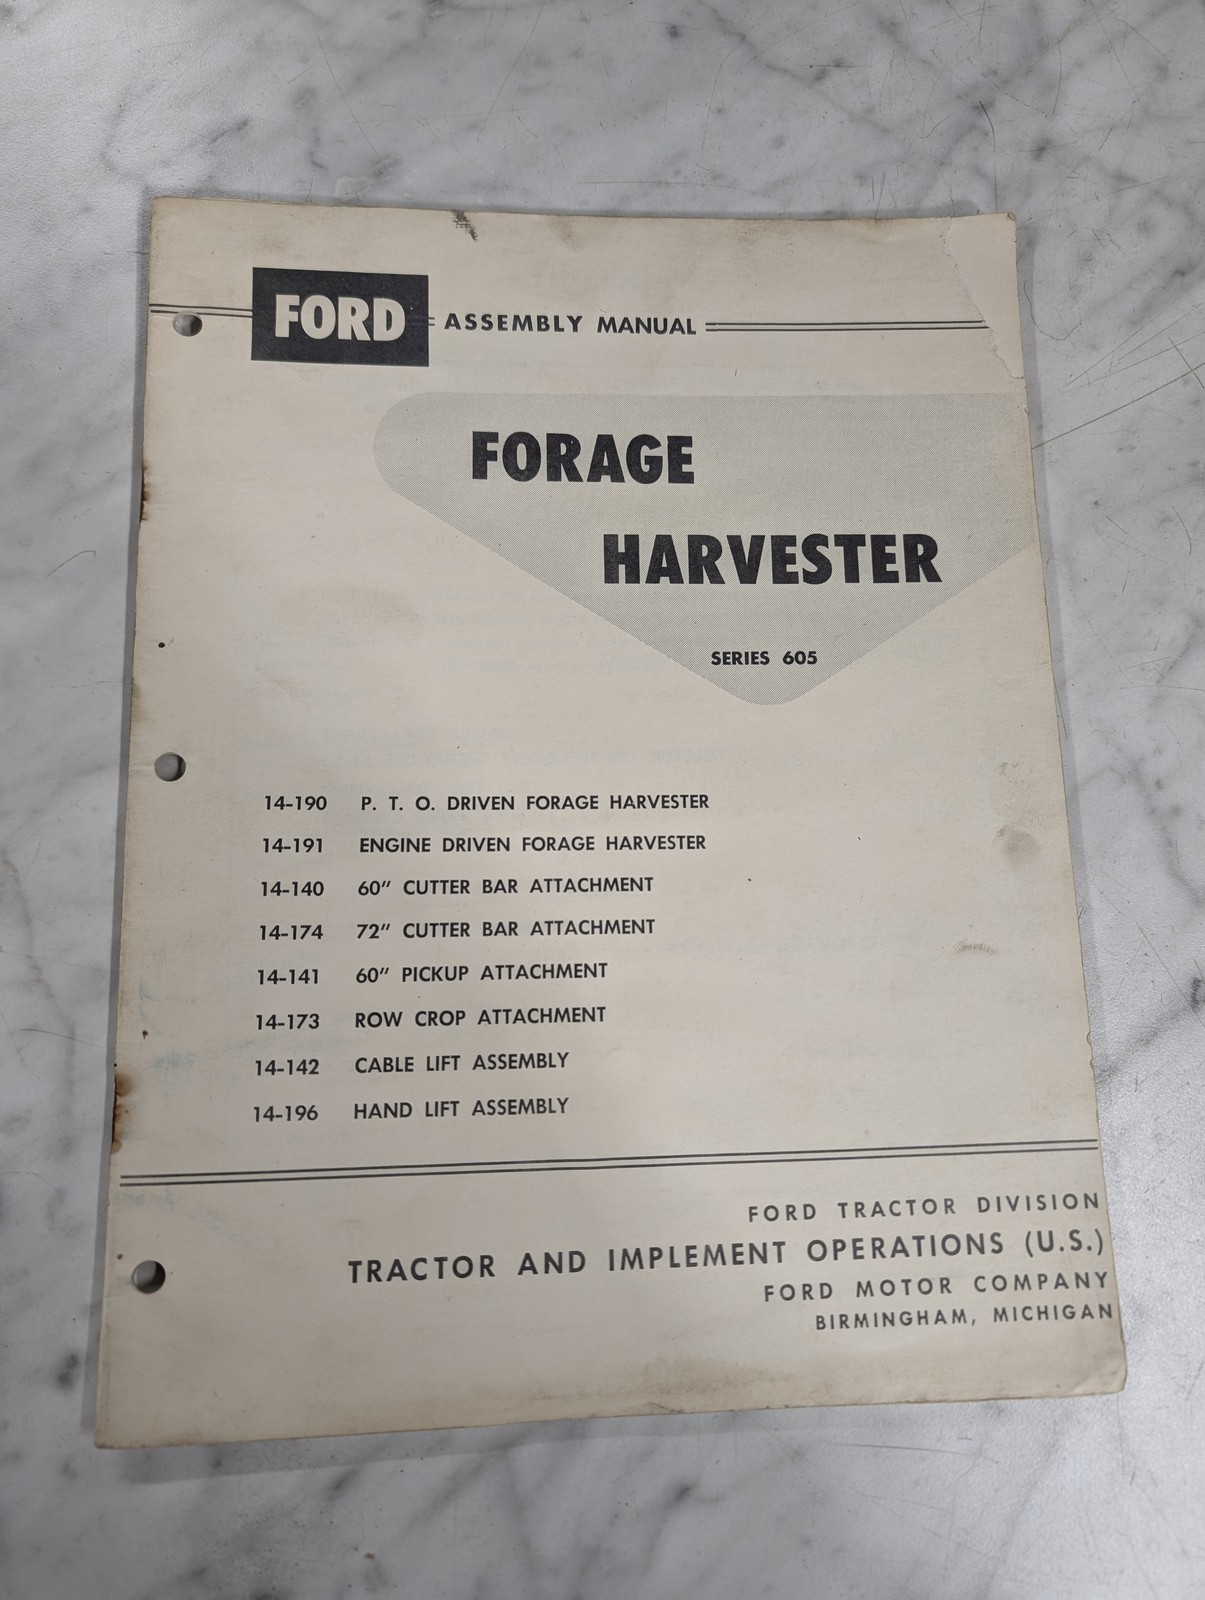 FORD ASSEMBLY MANUAL
FORAGE
HARVESTER
SERIES 605
14-190 P. T. O. DRIVEN FORAGE HARVESTER
14-191 ENGINE DRIVEN FORAGE HARVESTER
14-140 60" CUTTER BAR ATTACHMENT
14-174 72" CUTTER BAR ATTACHMENT
14-141 60" PICKUP ATTACHMENT
14-173 ROW CROP ATTACHMENT
14-142 CABLE LIFT ASSEMBLY
14-196 HAND LIFT ASSEMBLY
FORD TRACTOR DIVISION
TRACTOR AND IMPLEMENT OPERATIONS (U.S.)
FORD MOTOR COMPANY
BIRMINGHAM, MICHIGAN